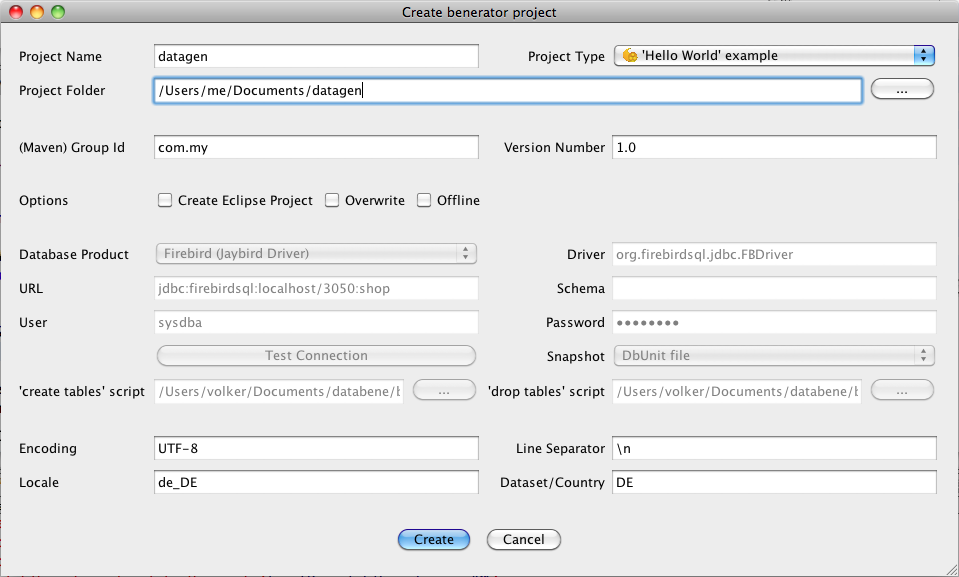 Create benerator project
Project Name datagen Project Type 'Hello World' example
Project Folder /Users/me/Documents/datagen ...
(Maven) Group Id com.my Version Number 1.0
Options Create Eclipse Project Overwrite Offline
Database Product Firebird (Jaybird Driver) Driver org.firebirdsql.jdbc.FBDriver
URL jdbc:firebirdsql:localhost/3050:shop Schema
User sysdba Password ••••••••
Test Connection Snapshot DbUnit file
'create tables' script /Users/volker/Documents/databene/b ... 'drop tables' script /Users/volker/Documents/databene/b ...
Encoding UTF-8 Line Separator \n
Locale de_DE Dataset/Country DE
Create Cancel